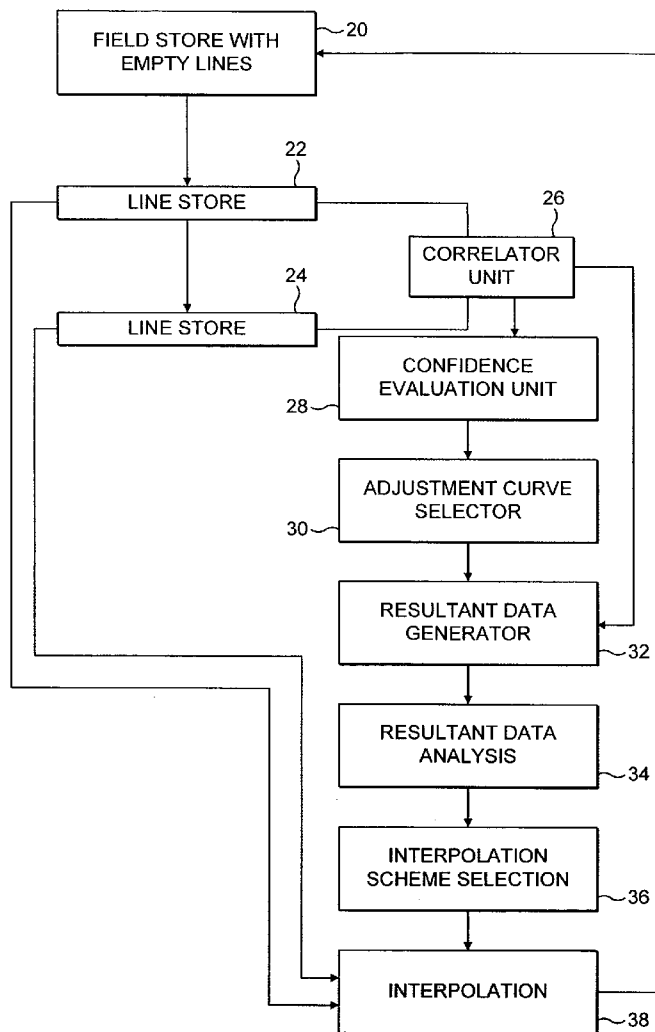 20
FIELD STORE WITH
EMPTY LINES
22
LINE STORE
26
CORRELATOR
UNIT
24
LINE STORE
CONFIDENCE
EVALUATION UNIT
28
ADJUSTMENT CURVE
SELECTOR
30
RESULTANT DATA
GENERATOR
32
RESULTANT DATA
ANALYSIS
34
INTERPOLATION
SCHEME SELECTION
36
INTERPOLATION
38